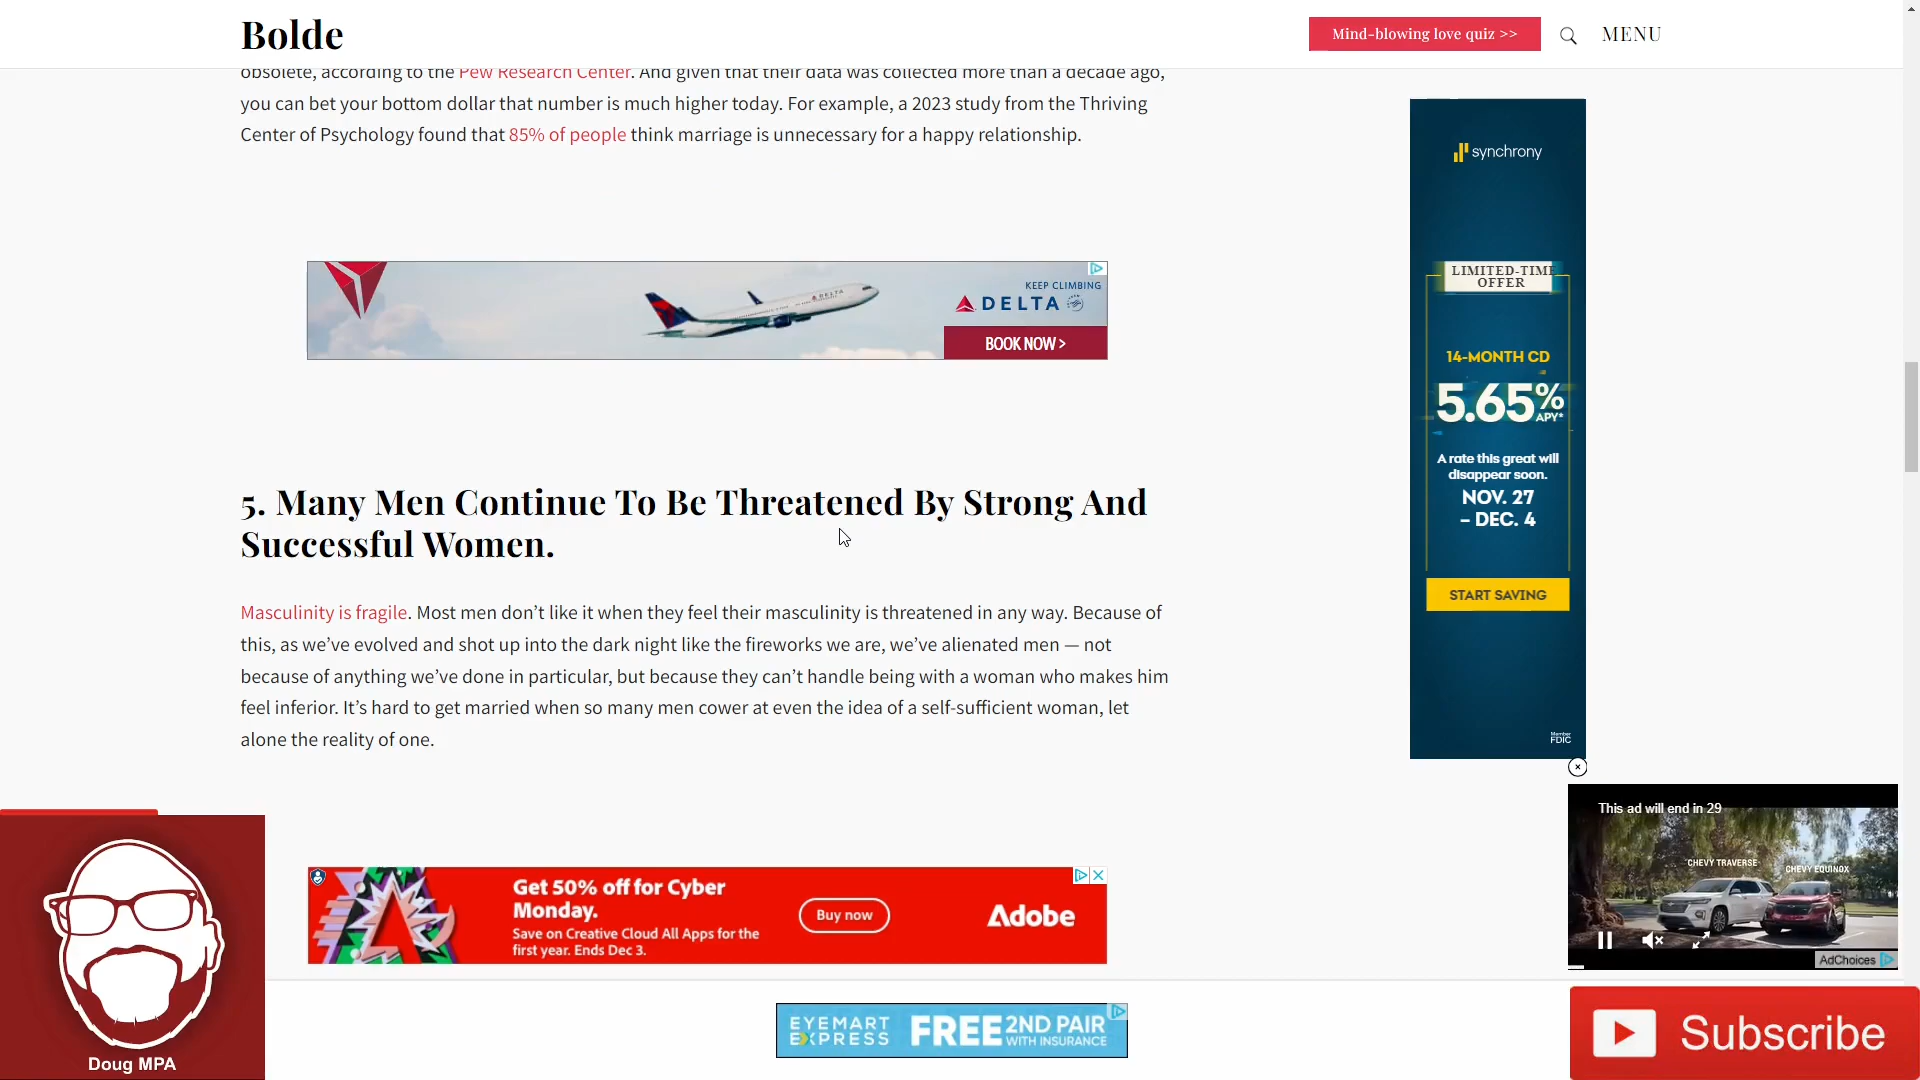 Bolde
Mind-blowing love quiz >>
MENU
obsolete, according to the Pew Research Center. And given that their data was collected more than a decade ago,
you can bet your bottom dollar that number is much higher today. For example, a 2023 study from the Thriving
Center of Psychology found that 85% of people think marriage is unnecessary for a happy relationship.
KEEP CLIMBING
DELTA
BOOK NOW >
synchrony
LIMITED-TIME
OFFER
14-MONTH CD
5.65% APY*
A rate this great will
disappear soon.
NOV. 27
– DEC. 4
START SAVING
Member
FDIC
5. Many Men Continue To Be Threatened By Strong And
Successful Women.
Masculinity is fragile. Most men don’t like it when they feel their masculinity is threatened in any way. Because of
this, as we’ve evolved and shot up into the dark night like the fireworks we are, we’ve alienated men — not
because of anything we’ve done in particular, but because they can’t handle being with a woman who makes him
feel inferior. It’s hard to get married when so many men cower at even the idea of a self-sufficient woman, let
alone the reality of one.
This ad will end in 29
CHEVY TRAVERSE
CHEVY EQUINOX
AdChoices
Get 50% off for Cyber
Monday.
Save on Creative Cloud All Apps for the
first year. Ends Dec 3.
Buy now
Adobe
EYEMART
EXPRESS
FREE 2ND PAIR
WITH INSURANCE
Doug MPA
Subscribe